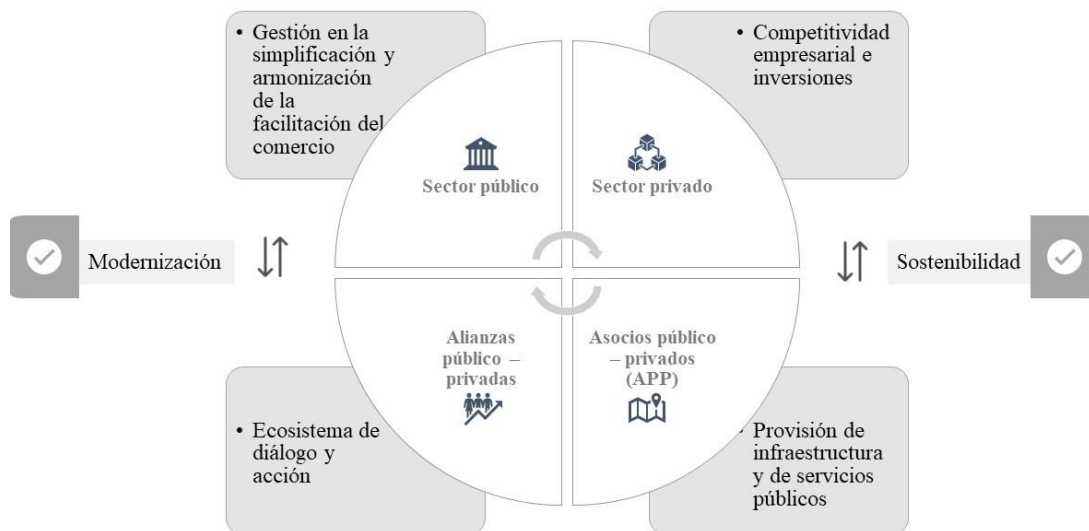 • Gestión en la
simplificación y
armonización
de la
facilitación del
comercio
• Competitividad
empresarial e
inversiones
Sector público
Sector privado
Modernización
Sostenibilidad
Alianzas
público –
privadas
Asocios público
– privados
(APP)
• Ecosistema de
diálogo y
acción
• Provisión de
infraestructura
y de servicios
públicos